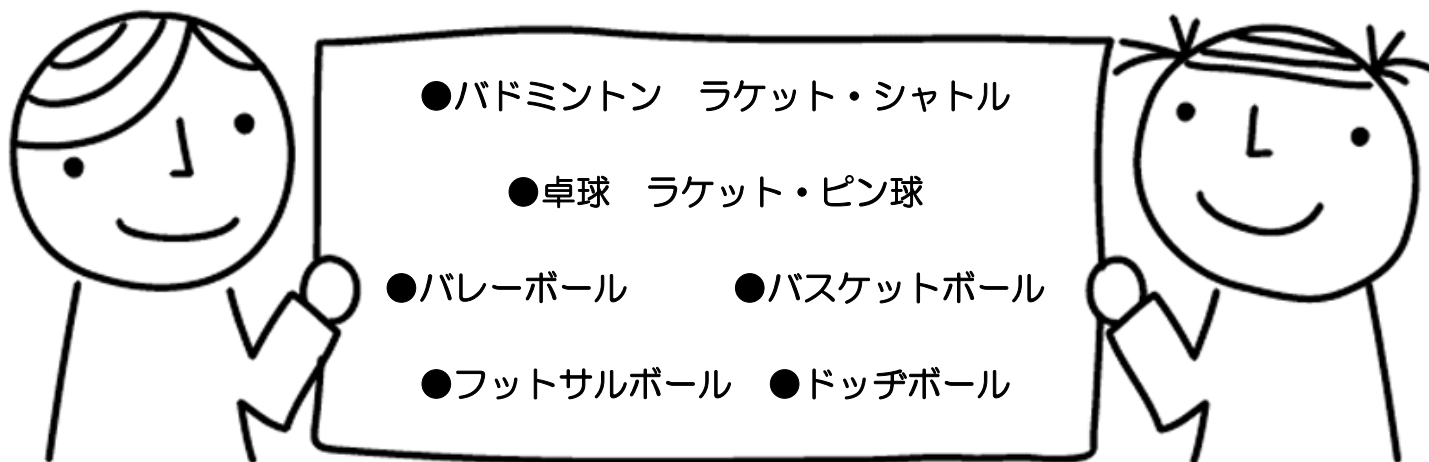 ●バドミントン　ラケット・シャトル
●卓球　ラケット・ピン球
●バレーボール　　　●バスケットボール
●フットサルボール　●ドッヂボール